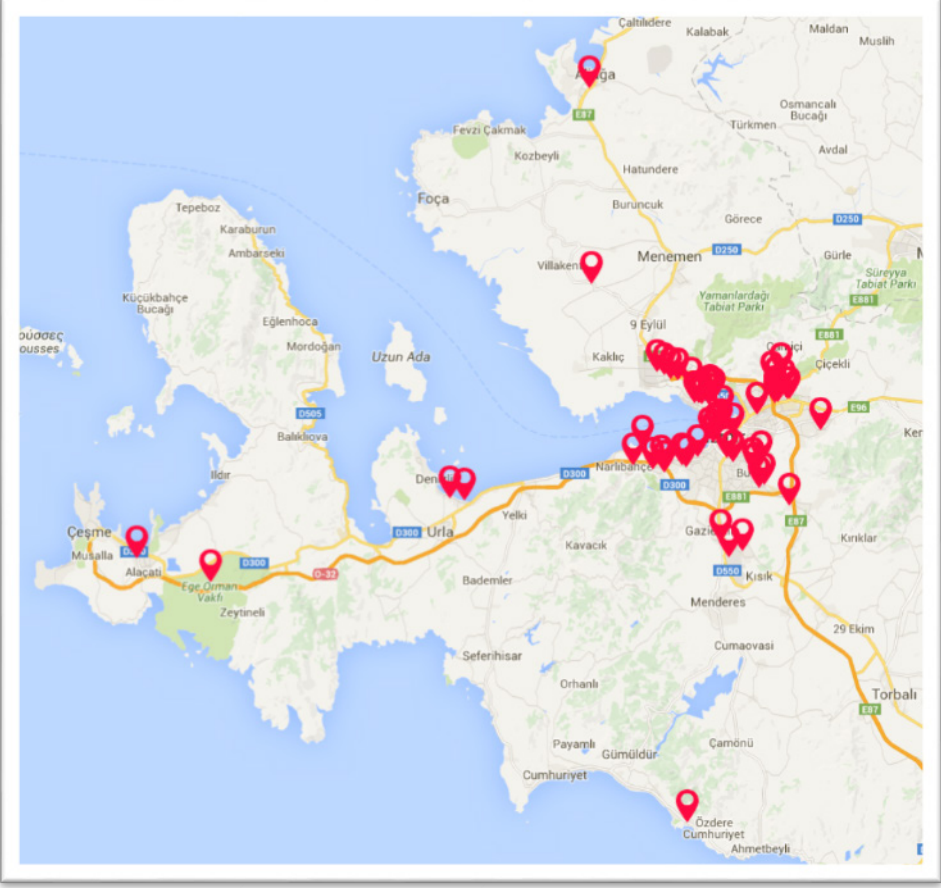 Çaltılıdere
Kalabak
Maldan
Muslih
E87
Osmancalı
Bucağı
Türkmen
Fevzi Çakmak
Kozbeyli
Avdal
Hatundere
Foça
Buruncuk
Tepeboz
Görece
D250
Karaburun
D250
Ambarseki
Menemen
Gürle
Villakent
Süreyya
Tabiat Parkı
Küçükbahçe
Bucağı
Yamanlardağı
Tabiat Parkı
E881
Eğlenhoca
9 Eylül
E881
Mordoğan
Uzun Ada
Kaklıç
Çiçekli
D505
E96
Balıklıova
Narlıbahçe
Ildır
D300
D300
E881
Yelki
Çeşme
D300
Urla
E87
Musalla
Kavacık
Kırıklar
D300
Alaçatı
O-32
D550
Kısık
Ege Orman
Vakfı
Bademler
Zeytineli
Menderes
29 Ekim
Cumaovası
Seferihisar
Orhanlı
Torbalı
E87
Payamlı
Gümüldür
Çamönü
Cumhuriyet
Özdere
Cumhuriyet
Ahmetbeyli